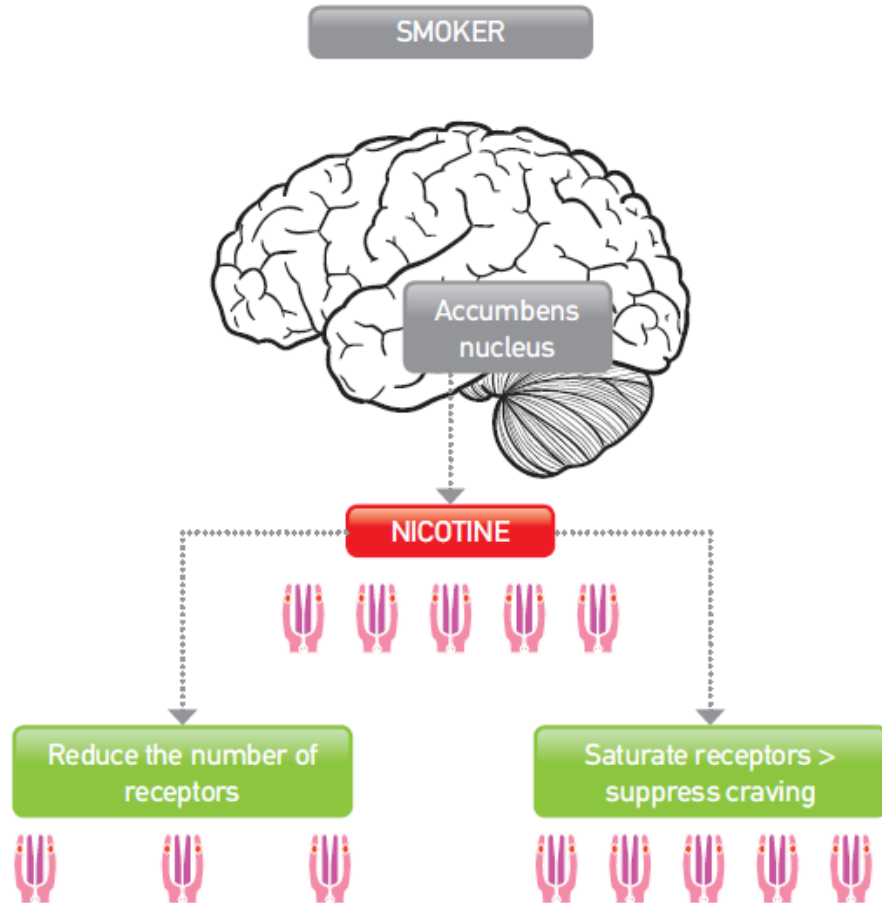 SMOKER
Accumbens
nucleus
NICOTINE
Reduce the number of
receptors
Saturate receptors >
suppress craving